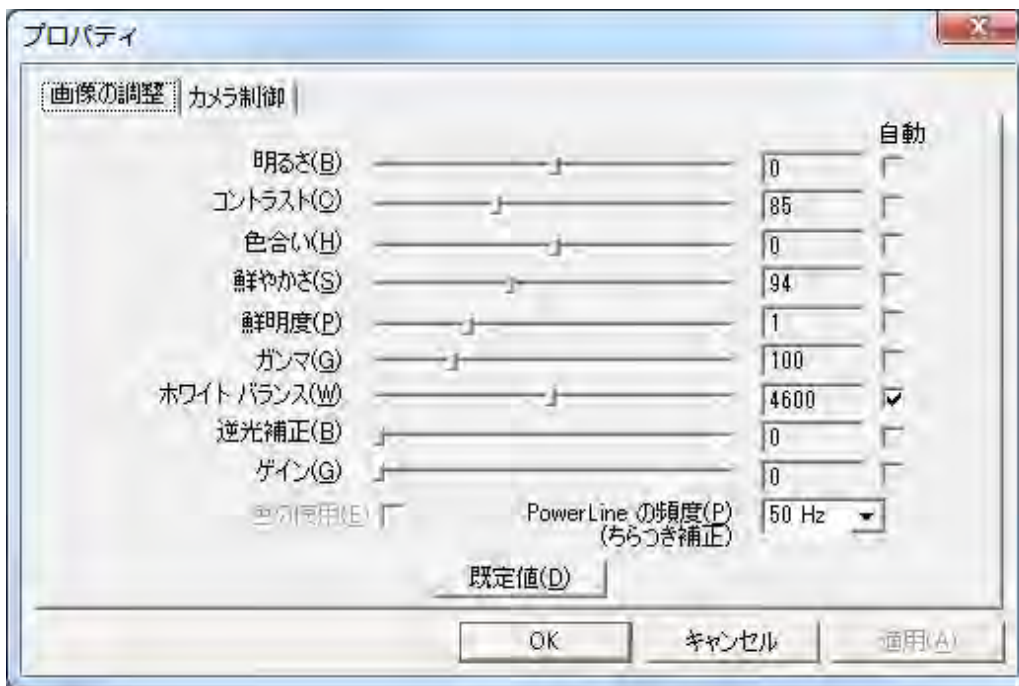 プロパティ
画像の調整 カメラ制御
自動
明るさ(B) 0
コントラスト(C) 85
色合い(H) 0
鮮やかさ(S) 94
鮮明度(P) 1
ガンマ(G) 100
ホワイト バランス(W) 4600
逆光補正(B) 0
ゲイン(G) 0
色の使用(E) PowerLine の頻度(P) 50 Hz
(ちらつき補正)
既定値(D)
OK キャンセル 適用(A)